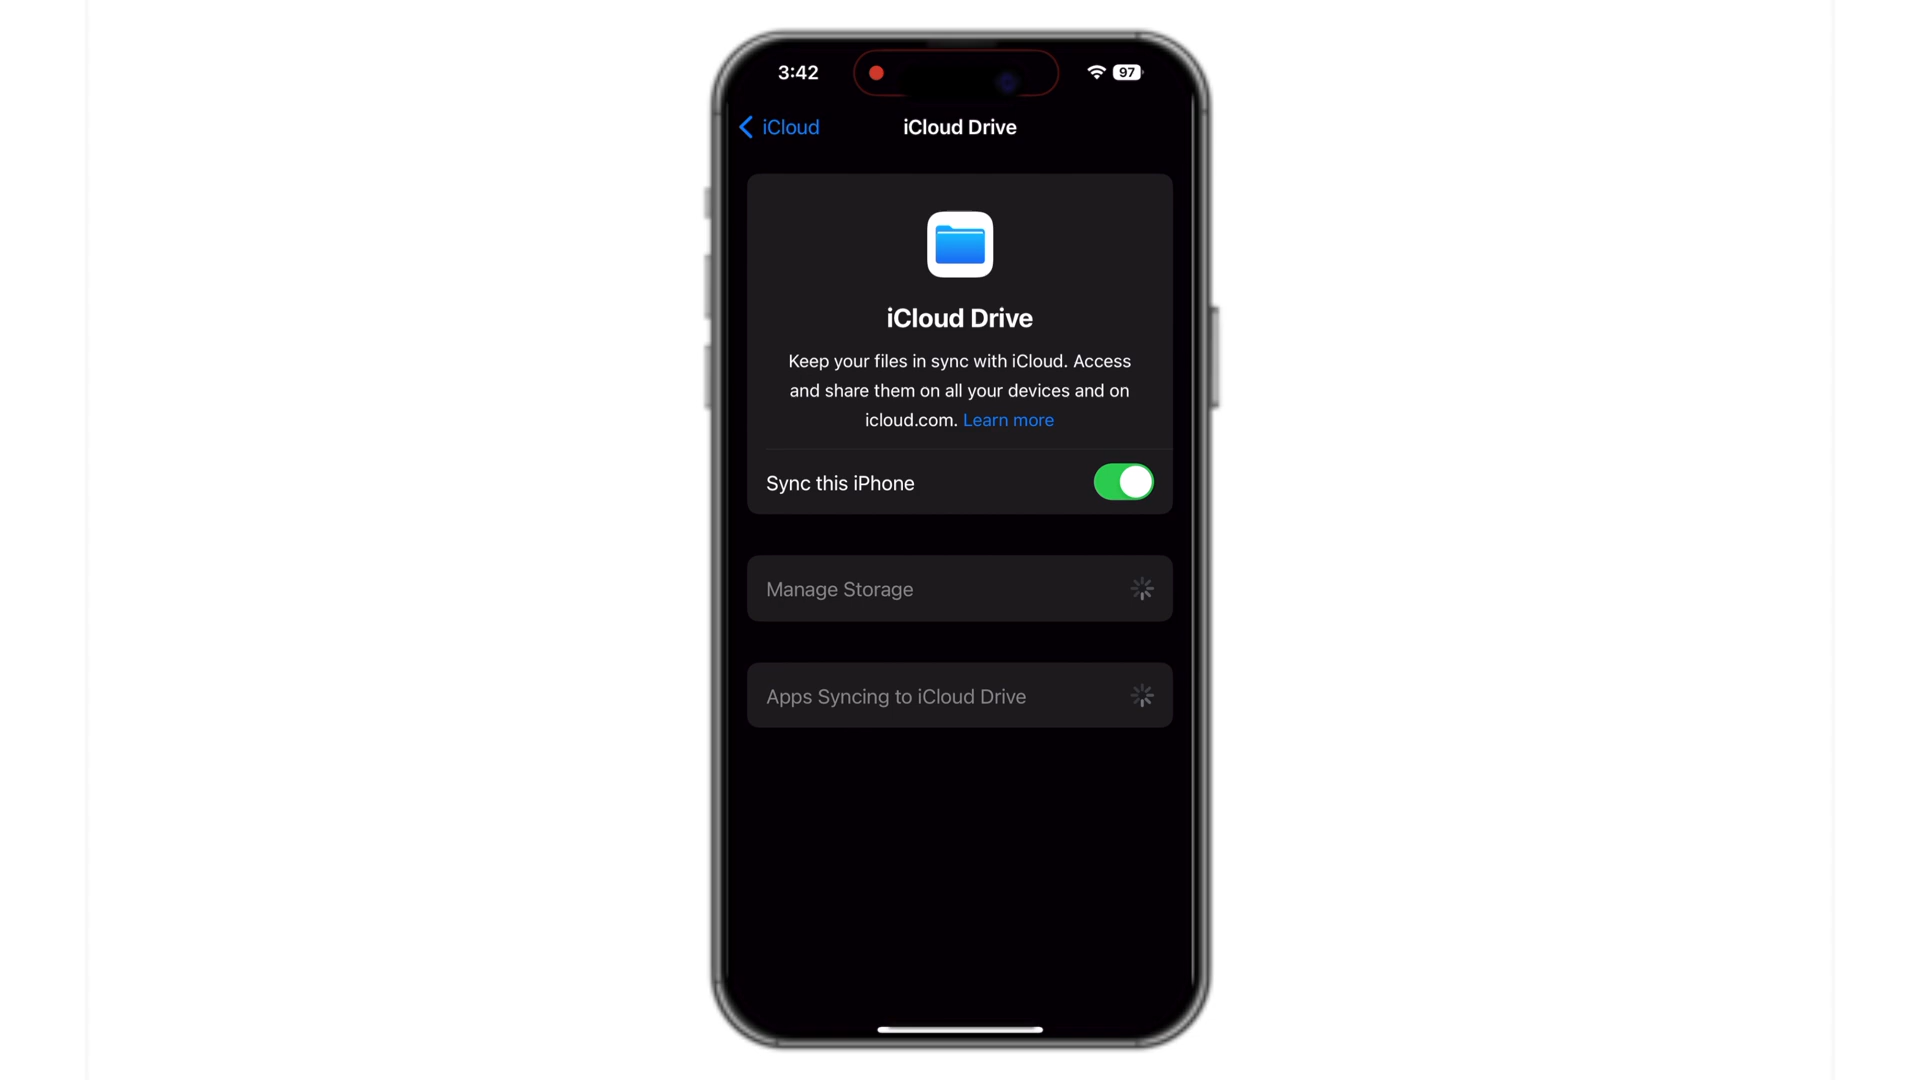 3:42
97
iCloud
iCloud Drive
iCloud Drive
Keep your files in sync with iCloud. Access
and share them on all your devices and on
icloud.com. Learn more
Sync this iPhone
Manage Storage
Apps Syncing to iCloud Drive